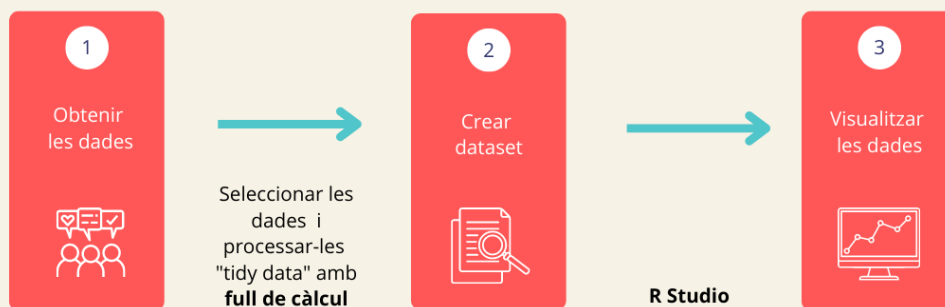 1
Obtenir
les dades
Seleccionar les
dades i
processar-les
"tidy data" amb
full de càlcul
2
Crear
dataset
R Studio
3
Visualitzar
les dades